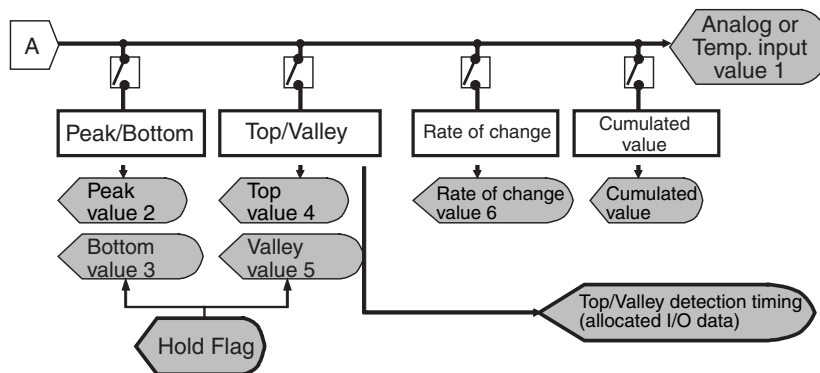 A
Analog or
Temp. input
value 1
Peak/Bottom
Top/Valley
Rate of change
Cumulated
value
Peak
value 2
Top
value 4
Rate of change
value 6
Cumulated
value
Bottom
value 3
Valley
value 5
Top/Valley detection timing
(allocated I/O data)
Hold Flag